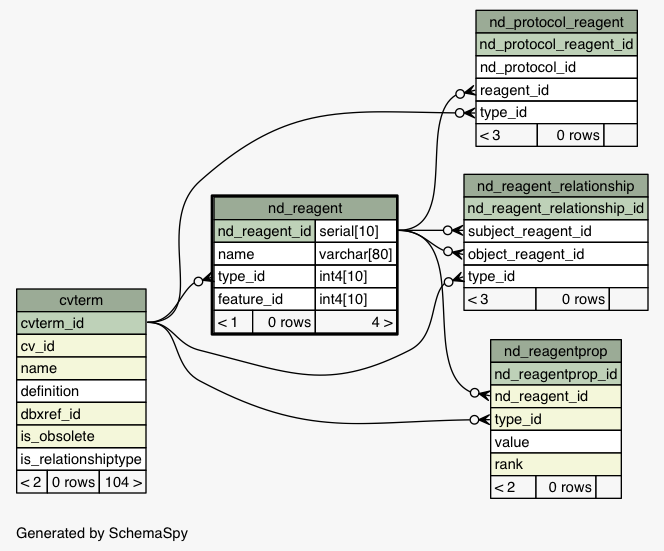 nd_protocol_reagent
nd_protocol_reagent_id
nd_protocol_id
reagent_id
type_id
< 3 0 rows
nd_reagent_relationship
nd_reagent_relationship_id
subject_reagent_id
object_reagent_id
type_id
< 3 0 rows
nd_reagent
nd_reagent_id serial[10]
name varchar[80]
type_id int4[10]
feature_id int4[10]
< 1 0 rows 4 >
cvterm
cvterm_id
cv_id
name
definition
dbxref_id
is_obsolete
is_relationshiptype
< 2 0 rows 104 >
nd_reagentprop
nd_reagentprop_id
nd_reagent_id
type_id
value
rank
< 2 0 rows
Generated by SchemaSpy